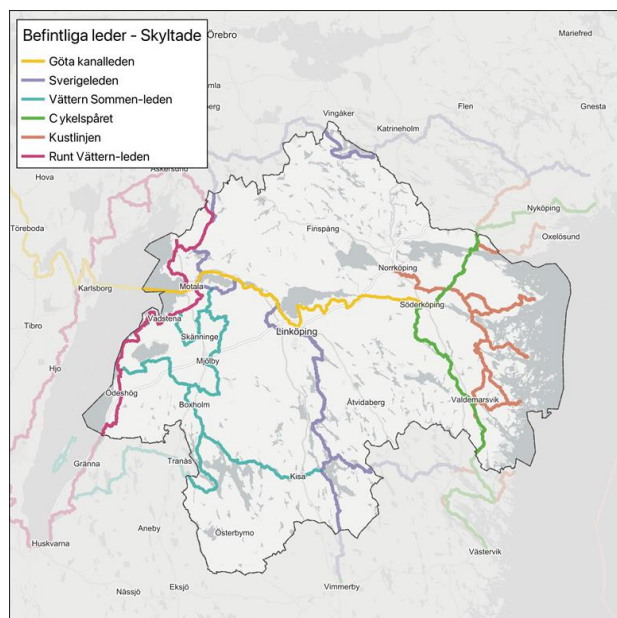 Befintliga leder - Skyltade
Göta kanalleden
Sverigeleden
Vättern Sommen-leden
Cykelspåret
Kustlinjen
Runt Vättern-leden
Örebro
Mariefred
Vingåker
Flen
Gnesta
Katrineholm
Askersund
Hova
Nyköping
Töreboda
Finspång
Oxelösund
Norrköping
Karlsborg
Motala
Söderköping
Vadstena
Tibro
Linköping
Skänninge
Hjo
Mjölby
Ödeshög
Åtvidaberg
Valdemarsvik
Boxholm
Gränna
Tranås
Kisa
Aneby
Österbymo
Huskvarna
Västervik
Nässjö
Eksjö
Vimmerby